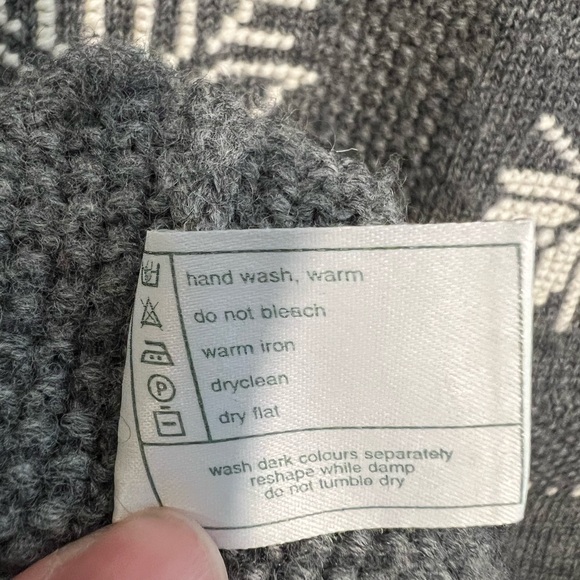 hand wash, warm
do not bleach
warm iron
P dryclean
dry flat
wash dark colours separately
reshape while damp
do not tumble dry